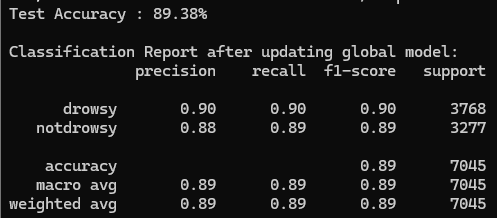 Test Accuracy : 89.38%
Classification Report after updating global model:
precision recall f1-score support
drowsy 0.90 0.90 0.90 3768
notdrowsy 0.88 0.89 0.89 3277
accuracy 0.89 7045
macro avg 0.89 0.89 0.89 7045
weighted avg 0.89 0.89 0.89 7045